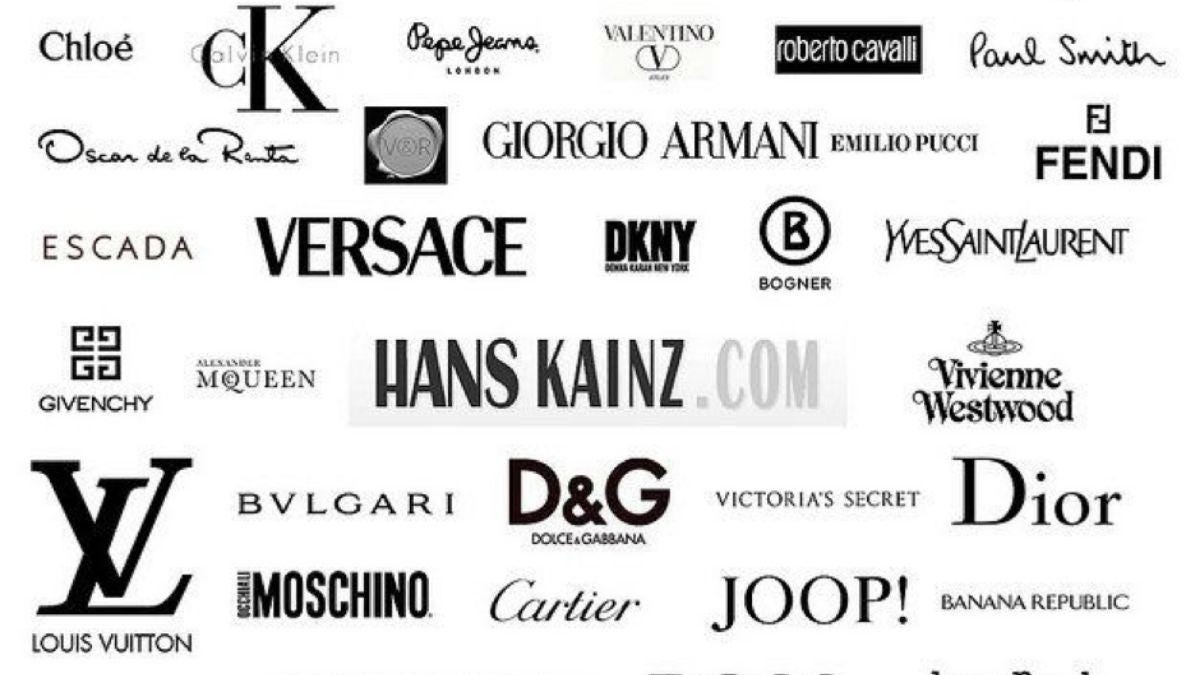 Chloé
CK
Calvin Klein
Pepe Jeans
LONDON
VALENTINO
V
roberto cavalli
Paul Smith
Oscar de la Renta
V&R
GIORGIO ARMANI
EMILIO PUCCI
FENDI
ESCADA
VERSACE
DKNY
DONNA KARAN NEW YORK
B
BOGNER
YVESSAINTLAURENT
GIVENCHY
ALEXANDER
MCQUEEN
HANS KAINZ.COM
Vivienne
Westwood
LV
LOUIS VUITTON
BVLGARI
D&G
DOLCE&GABBANA
VICTORIA'S SECRET
Dior
OCCHIALI
MOSCHINO
Cartier
JOOP!
BANANA REPUBLIC